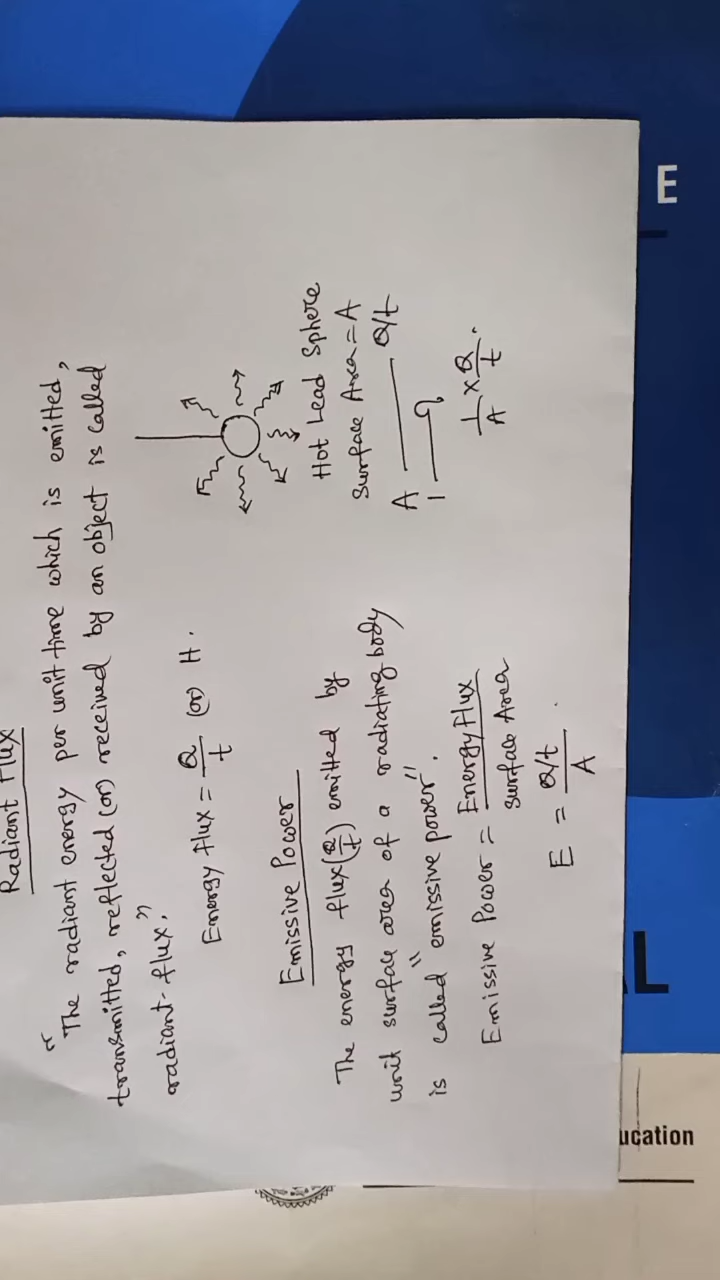 Radiant Flux
"The radiant energy per unit time which is emitted,
transmitted, reflected (or) received by an object is called
radiant-flux."
Energy flux = Q/t (or) H.
Emissive Power
The energy flux (Q/t) emitted by
unit surface area of a radiating body
is called "emissive power".
Emissive Power = Energy flux / Surface Area
E = Q/t / A .
Hot Lead Sphere
Surface Area = A
A — Q/t
1 — ?
1/A × Q/t .
E
AL
ucation